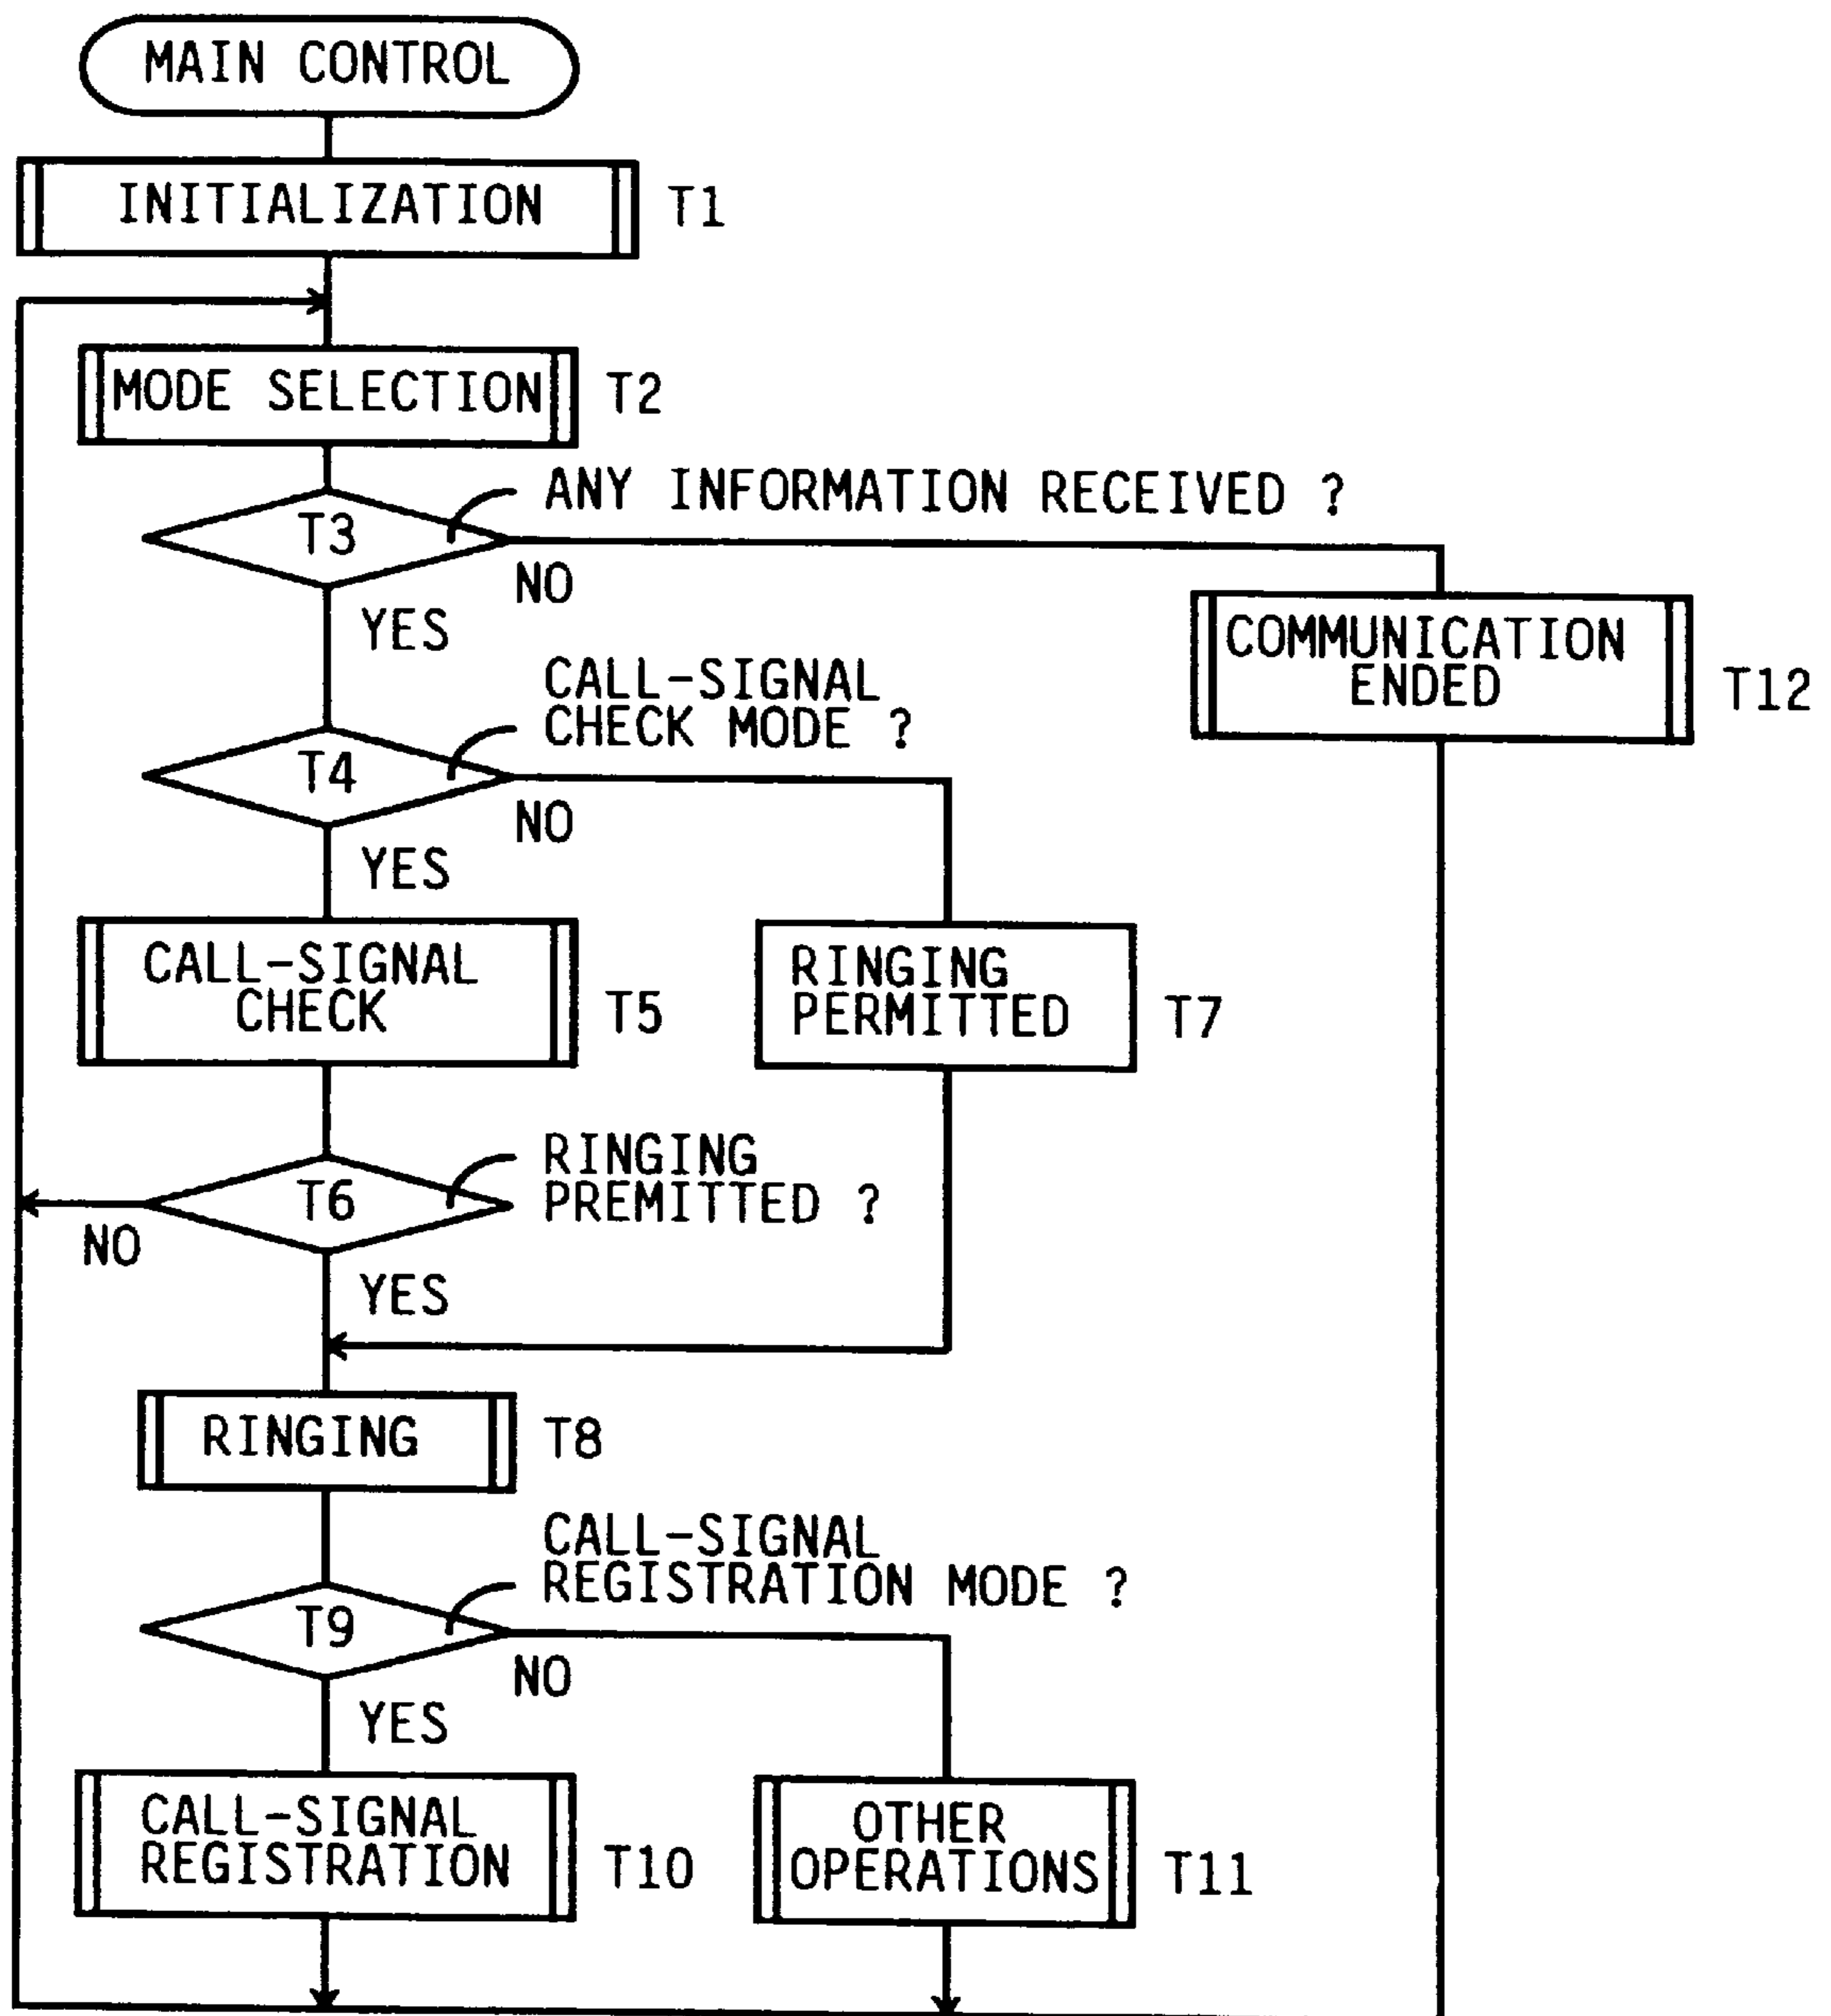 MAIN CONTROL
INITIALIZATION
T1
MODE SELECTION
T2
ANY INFORMATION RECEIVED ?
T3
NO
YES
COMMUNICATION
ENDED
T12
CALL-SIGNAL
CHECK MODE ?
T4
NO
YES
CALL-SIGNAL
CHECK
T5
RINGING
PERMITTED
T7
RINGING
PREMITTED ?
T6
NO
YES
RINGING
T8
CALL-SIGNAL
REGISTRATION MODE ?
T9
NO
YES
CALL-SIGNAL
REGISTRATION
T10
OTHER
OPERATIONS
T11